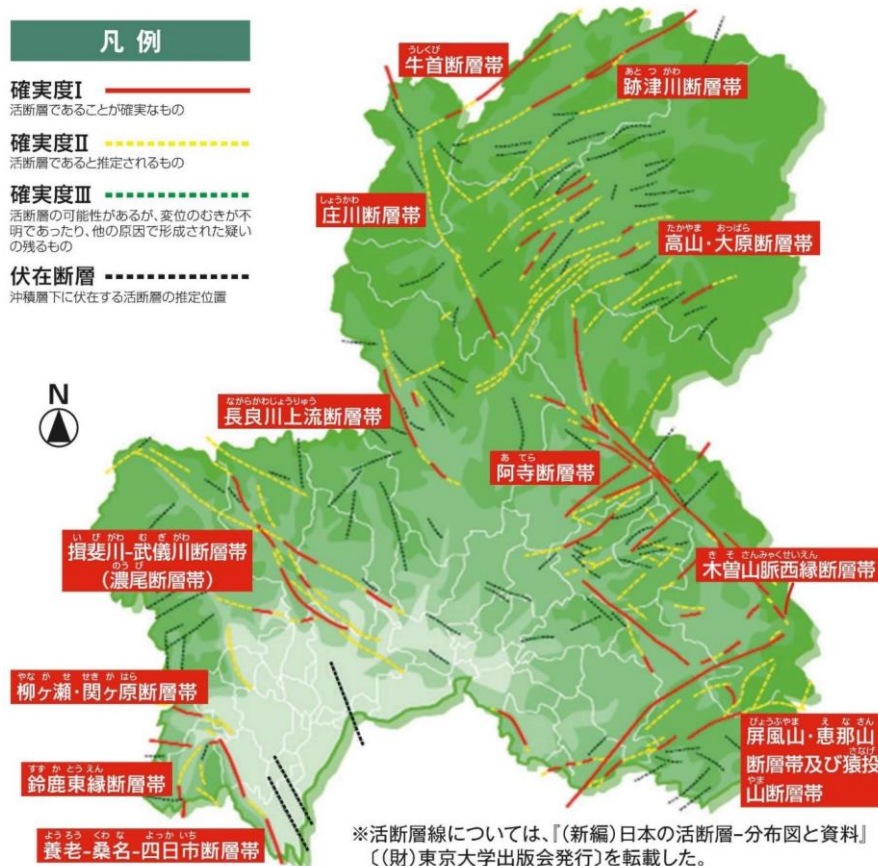 凡例
確実度Ⅰ
活断層であることが確実なもの
確実度Ⅱ
活断層であると推定されるもの
確実度Ⅲ
活断層の可能性があるが、変位のむきが不
明であったり、他の原因で形成された疑い
の残るもの
伏在断層
沖積層下に伏在する活断層の推定位置
N
うしくび
牛首断層帯
あとつがわ
跡津川断層帯
しょうかわ
庄川断層帯
たかやま おっぱら
高山・大原断層帯
ながらがわじょうりゅう
長良川上流断層帯
あてら
阿寺断層帯
いびがわ むぎがわ
揖斐川-武儀川断層帯
のうび
(濃尾断層帯)
きそさんみゃくせいえん
木曽山脈西縁断層帯
やながせ せきがはら
柳ヶ瀬・関ヶ原断層帯
びょうぶやま えなさん
屏風山・恵那山
さなげ
断層帯及び猿投
やま
山断層帯
すずかとうえん
鈴鹿東縁断層帯
ようろう くわな よっかいち
養老-桑名-四日市断層帯
※活断層線については、『(新編)日本の活断層-分布図と資料』
〔(財)東京大学出版会発行〕を転載した。